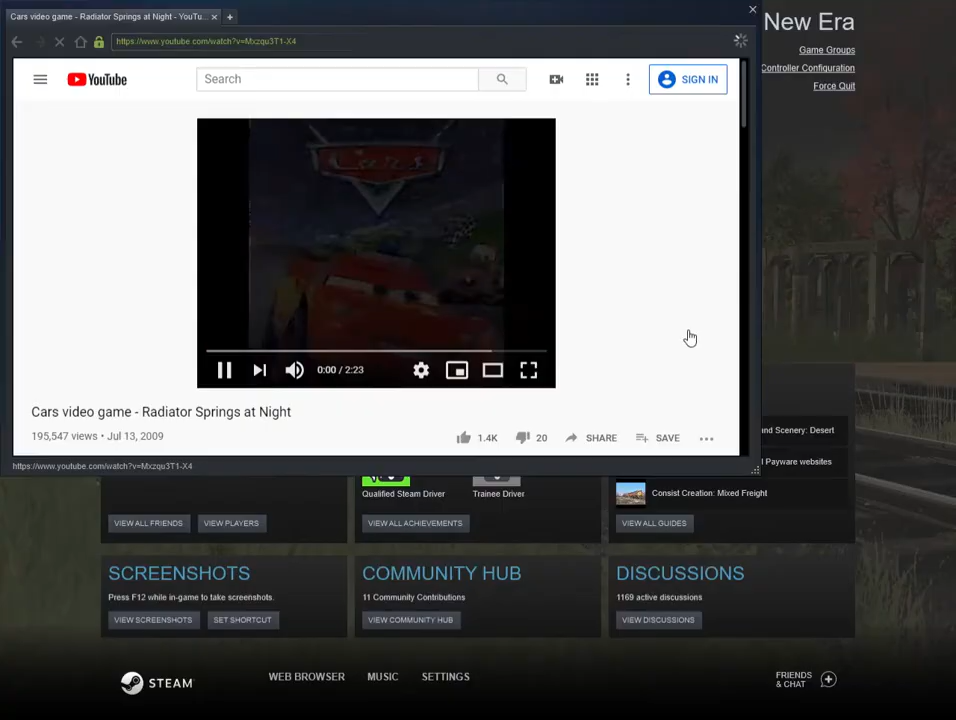 Cars video game - Radiator Springs at Night - YouTu...
New Era
Game Groups
https://www.youtube.com/watch?v=Mxzqu3T1-X4
Controller Configuration
Force Quit
YouTube
Search
SIGN IN
Cars
0:00 / 2:23
Cars video game - Radiator Springs at Night
195,547 views • Jul 13, 2009
1.4K
20
SHARE
SAVE
and Scenery: Desert
Payware websites
https://www.youtube.com/watch?v=Mxzqu3T1-X4
Qualified Steam Driver
Trainee Driver
Consist Creation: Mixed Freight
VIEW ALL FRIENDS
VIEW PLAYERS
VIEW ALL ACHIEVEMENTS
VIEW ALL GUIDES
SCREENSHOTS
Press F12 while in-game to take screenshots.
VIEW SCREENSHOTS
SET SHORTCUT
COMMUNITY HUB
11 Community Contributions
VIEW COMMUNITY HUB
DISCUSSIONS
1169 active discussions
VIEW DISCUSSIONS
STEAM
WEB BROWSER
MUSIC
SETTINGS
FRIENDS
& CHAT